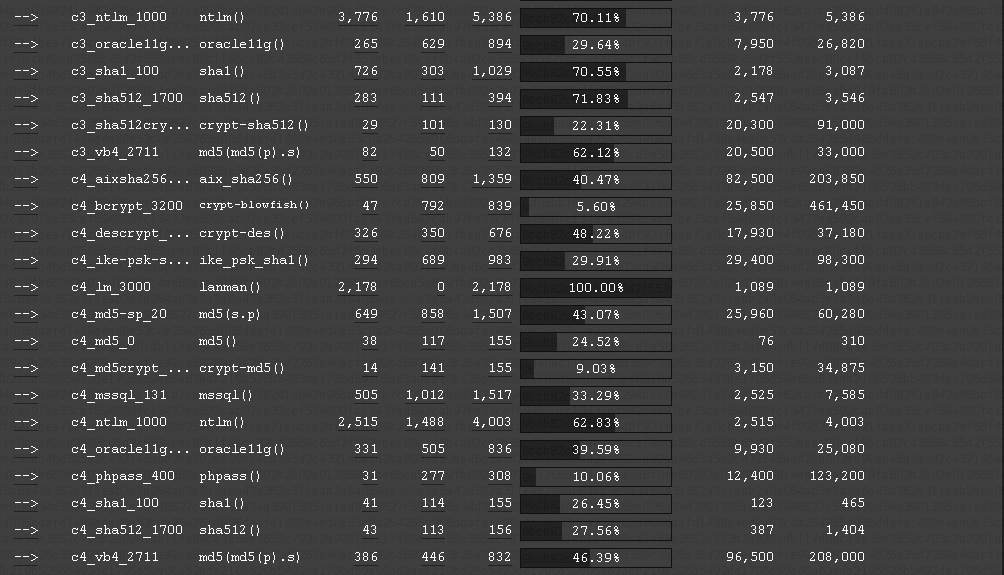 --> c3_ntlm_1000 ntlm() 3,776 1,610 5,386 70.11% 3,776 5,386
--> c3_oracle11g... oracle11g() 265 629 894 29.64% 7,950 26,820
--> c3_sha1_100 sha1() 726 303 1,029 70.55% 2,178 3,087
--> c3_sha512_1700 sha512() 283 111 394 71.83% 2,547 3,546
--> c3_sha512cry... crypt-sha512() 29 101 130 22.31% 20,300 91,000
--> c3_vb4_2711 md5(md5(p).s) 82 50 132 62.12% 20,500 33,000
--> c4_aixsha256... aix_sha256() 550 809 1,359 40.47% 82,500 203,850
--> c4_bcrypt_3200 crypt-blowfish() 47 792 839 5.60% 25,850 461,450
--> c4_descrypt_... crypt-des() 326 350 676 48.22% 17,930 37,180
--> c4_ike-psk-s... ike_psk_sha1() 294 689 983 29.91% 29,400 98,300
--> c4_lm_3000 lanman() 2,178 0 2,178 100.00% 1,089 1,089
--> c4_md5-sp_20 md5(s.p) 649 858 1,507 43.07% 25,960 60,280
--> c4_md5_0 md5() 38 117 155 24.52% 76 310
--> c4_md5crypt_... crypt-md5() 14 141 155 9.03% 3,150 34,875
--> c4_mssql_131 mssql() 505 1,012 1,517 33.29% 2,525 7,585
--> c4_ntlm_1000 ntlm() 2,515 1,488 4,003 62.83% 2,515 4,003
--> c4_oracle11g... oracle11g() 331 505 836 39.59% 9,930 25,080
--> c4_phpass_400 phpass() 31 277 308 10.06% 12,400 123,200
--> c4_sha1_100 sha1() 41 114 155 26.45% 123 465
--> c4_sha512_1700 sha512() 43 113 156 27.56% 387 1,404
--> c4_vb4_2711 md5(md5(p).s) 386 446 832 46.39% 96,500 208,000